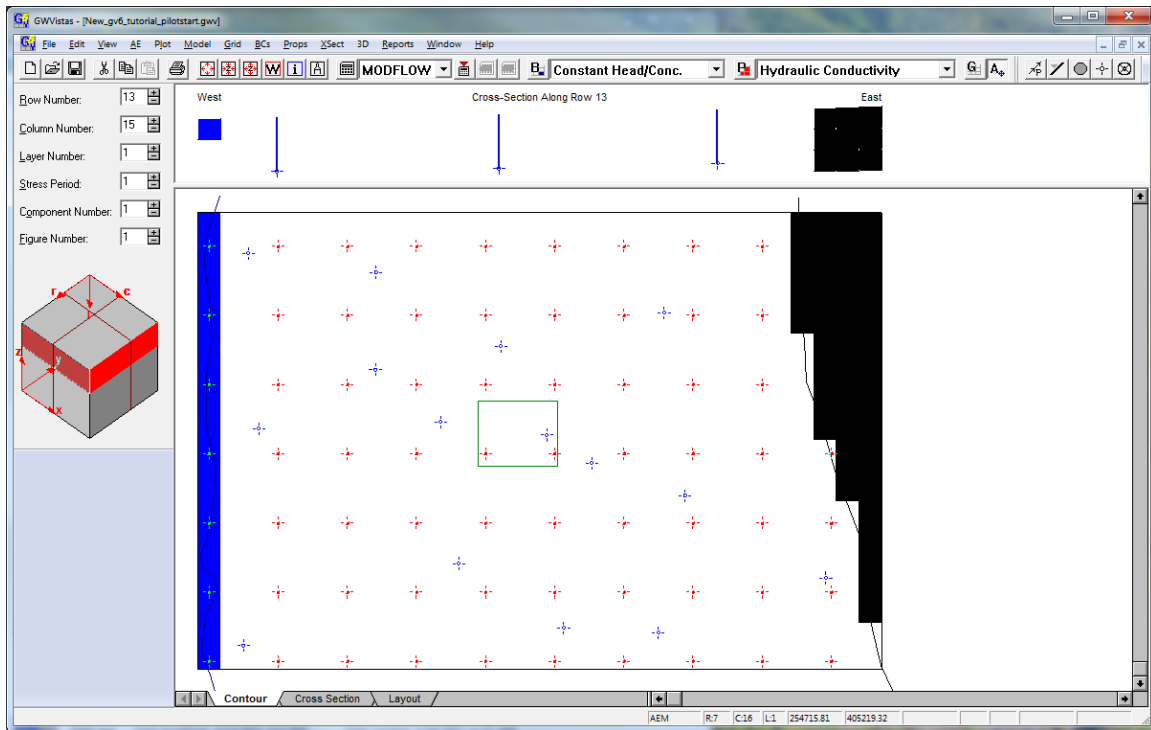 GWVistas - [New_gv6_tutorial_pilotstart.gwv]
File Edit View AE Plot Model Grid BCs Props XSect 3D Reports Window Help
W i A MODFLOW B Constant Head/Conc. P Hydraulic Conductivity G A P
Row Number: 13
Column Number: 15
Layer Number: 1
Stress Period: 1
Component Number: 1
Figure Number: 1
West Cross-Section Along Row 13 East
r c
z y
x
Contour Cross Section Layout
AEM R:7 C:16 L:1 254715.81 405219.32